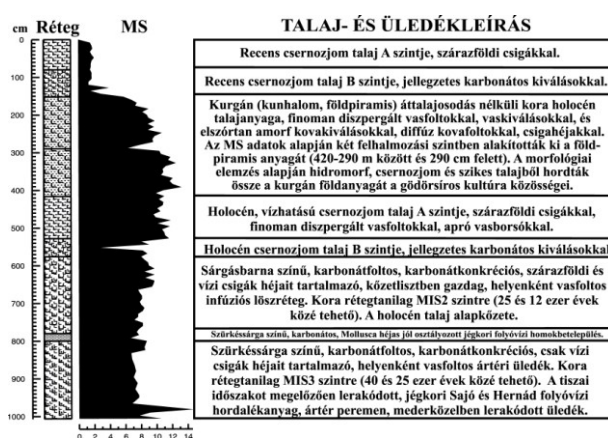 cm Réteg MS TALAJ- ÉS ÜLEDÉKLEÍRÁS
0
100
200
300
400
500
600
700
800
900
1000
0 2 4 6 8 10 12 14
Recens csernozjom talaj A szintje, szárazföldi csigákkal.
Recens csernozjom talaj B szintje, jellegzetes karbonátos kiválásokkal.
Kurgán (kunhalom, földpiramis) áttalajosodás nélküli kora holocén
talajanyaga, finoman diszpergált vasfoltokkal, vaskiválásokkal, és
elszórtan amorf kovakiválásokkal, diffúz kovafoltokkal, csigahéjakkal.
Az MS adatok alapján két felhalmozási szintben alakították ki a föld-
piramis anyagát (420-290 m között és 290 cm felett). A morfológiai
elemzés alapján hidromorf, csernozjom és szikes talajból hordták
össze a kurgán földanyagát a gödörsíros kultúra közösségei.
Holocén, vízhatású csernozjom talaj A szintje, szárazföldi csigákkal,
finoman diszpergált vasfoltokkal, apró vasborsókkal.
Holocén csernozjom talaj B szintje, jellegzetes karbonátos kiválásokkal.
Sárgásbarna színű, karbonátfoltos, karbonátkonkréciós, szárazföldi és
vízi csigák héjait tartalmazó, kőzetlisztben gazdag, helyenként vasfoltos
infúziós löszréteg. Kora rétegtanilag MIS2 szintre (25 és 12 ezer évek
közé tehető). A holocén talaj alapkőzete.
Szürkéssárga színű, karbonátos, Mollusca héjas jól osztályozott jégkori folyóvízi homokbetelepülés.
Szürkéssárga színű, karbonátfoltos, karbonátkonkréciós, csak vízi
csigák héjait tartalmazó, helyenként vasfoltos ártéri üledék. Kora
rétegtanilag MIS3 szintre (40 és 25 ezer évek közé tehető). A tiszai
időszakot megelőzően lerakódott, jégkori Sajó és Hernád folyóvízi
hordalékanyag, ártér peremen, mederközelben lerakódott üledék.